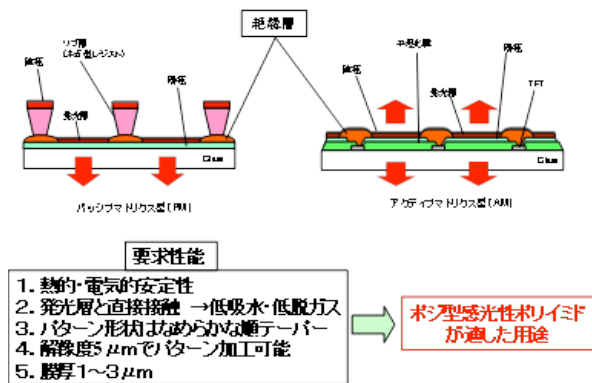 絶縁層
リブ層
(ネガ型レジスト)
平坦化膜
陰極
陽極
陰極
陽極
TFT
発光層
発光層
Glass
Glass
パッシブマトリクス型(PM)
アクティブマトリクス型(AM)
要求性能
1. 熱的・電気的安定性
2. 発光層と直接接触 →低吸水・低脱ガス
3. パターン形状はなめらかな順テーパー
4. 解像度5μmでパターン加工可能
5. 膜厚1~3μm
ポジ型感光性ポリイミド
が適した用途